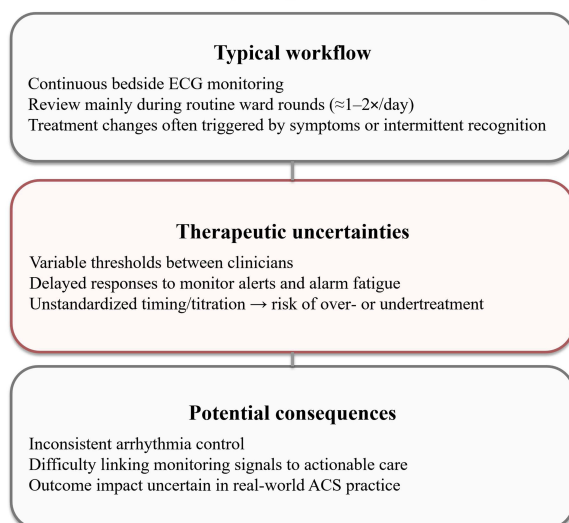 Typical workflow
Continuous bedside ECG monitoring
Review mainly during routine ward rounds (≈1–2×/day)
Treatment changes often triggered by symptoms or intermittent recognition
Therapeutic uncertainties
Variable thresholds between clinicians
Delayed responses to monitor alerts and alarm fatigue
Unstandardized timing/titration → risk of over- or undertreatment
Potential consequences
Inconsistent arrhythmia control
Difficulty linking monitoring signals to actionable care
Outcome impact uncertain in real-world ACS practice